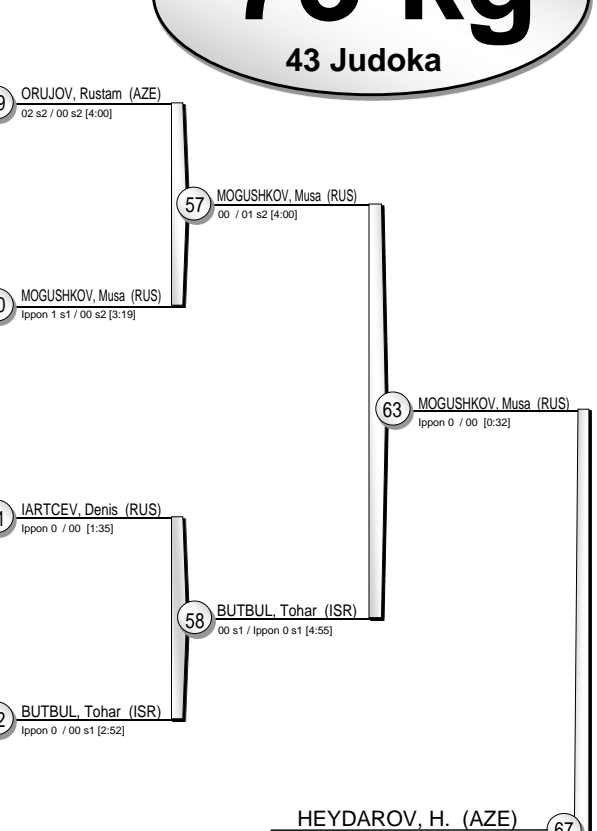 73 kg
43 Judoka
ORUJOV, Rustam (AZE)
02 s2 / 00 s2 [4:00]
57
MOGUSHKOV, Musa (RUS)
00 / 01 s2 [4:00]
MOGUSHKOV, Musa (RUS)
Ippon 1 s1 / 00 s2 [3:19]
63
MOGUSHKOV, Musa (RUS)
Ippon 0 / 00 [0:32]
IARTCEV, Denis (RUS)
Ippon 0 / 00 [1:35]
58
BUTBUL, Tohar (ISR)
00 s1 / Ippon 0 s1 [4:55]
BUTBUL, Tohar (ISR)
Ippon 0 / 00 s1 [2:52]
HEYDAROV, H. (AZE)
67